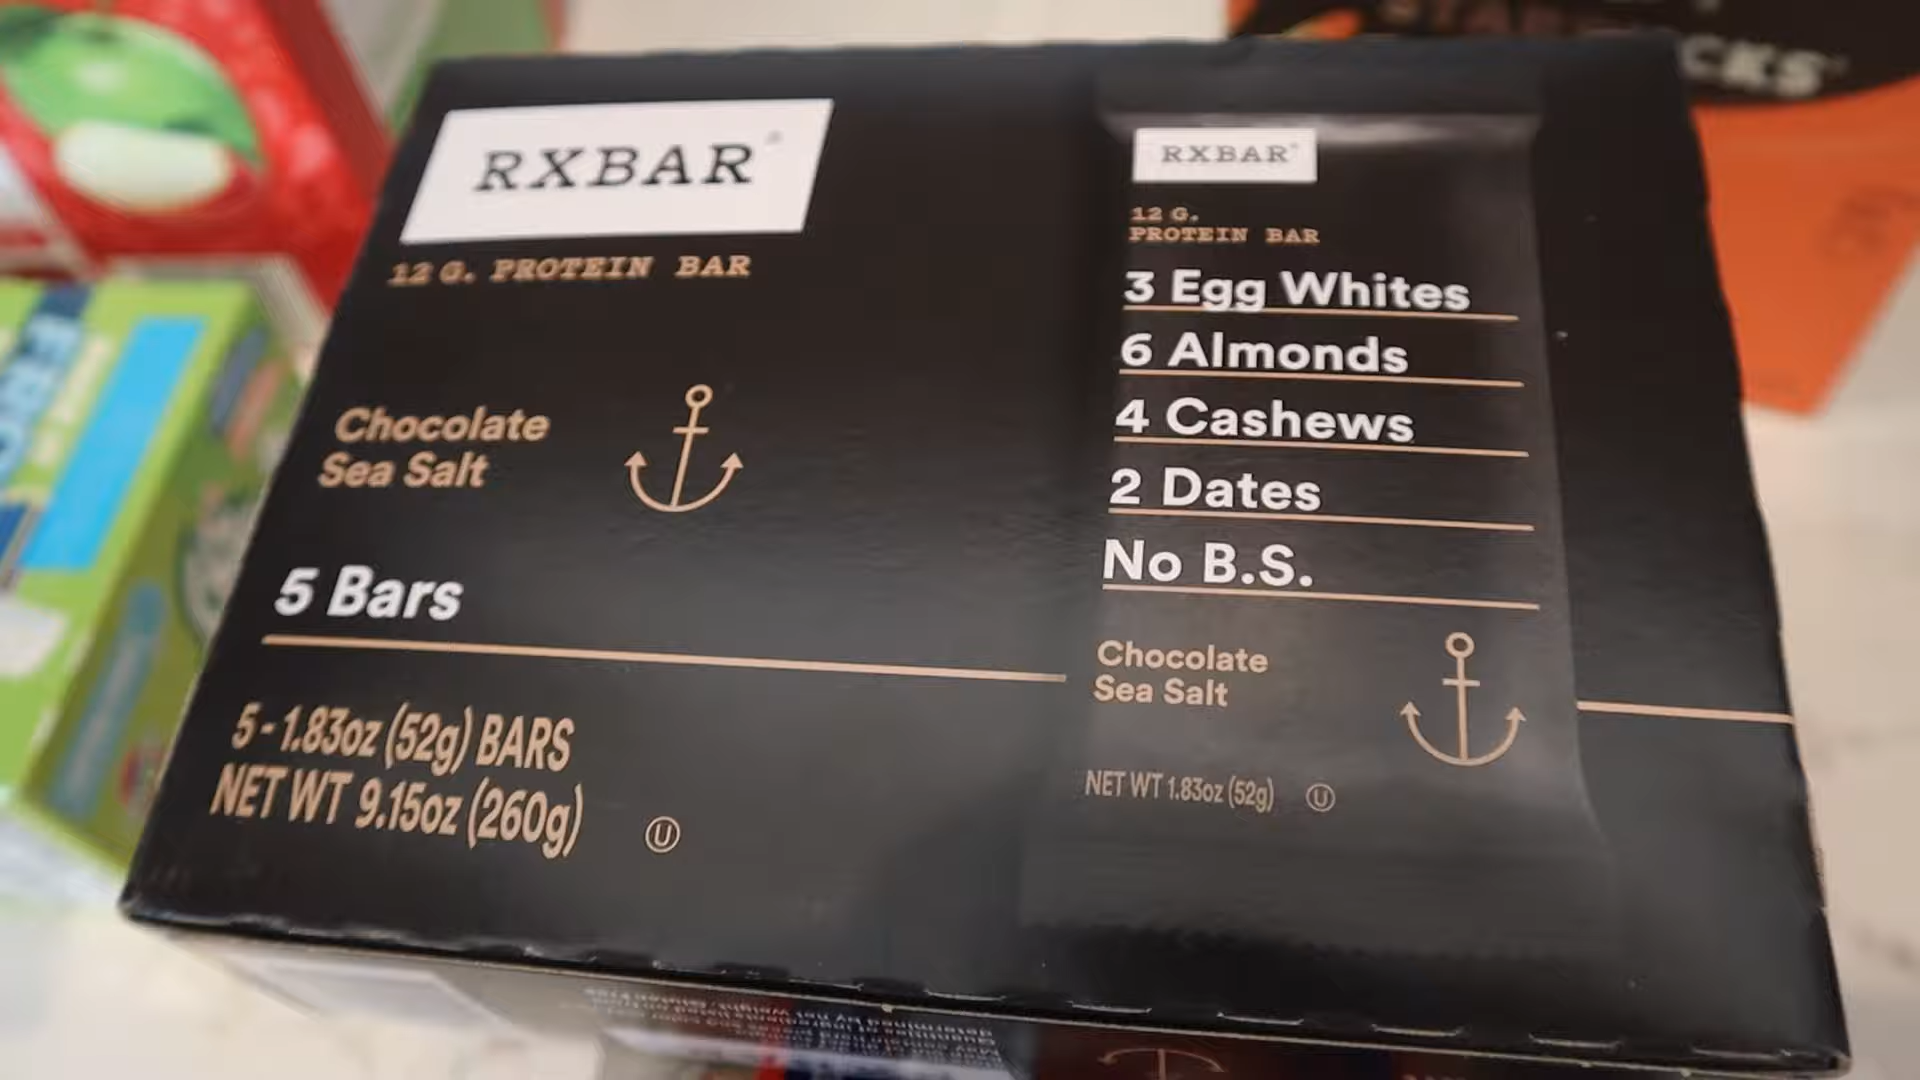 RXBAR
12 G. PROTEIN BAR
Chocolate
Sea Salt
5 Bars
5 - 1.83oz (52g) BARS
NET WT 9.15oz (260g)
U
RXBAR
12 G.
PROTEIN BAR
3 Egg Whites
6 Almonds
4 Cashews
2 Dates
No B.S.
Chocolate
Sea Salt
NET WT 1.83oz (52g)
U